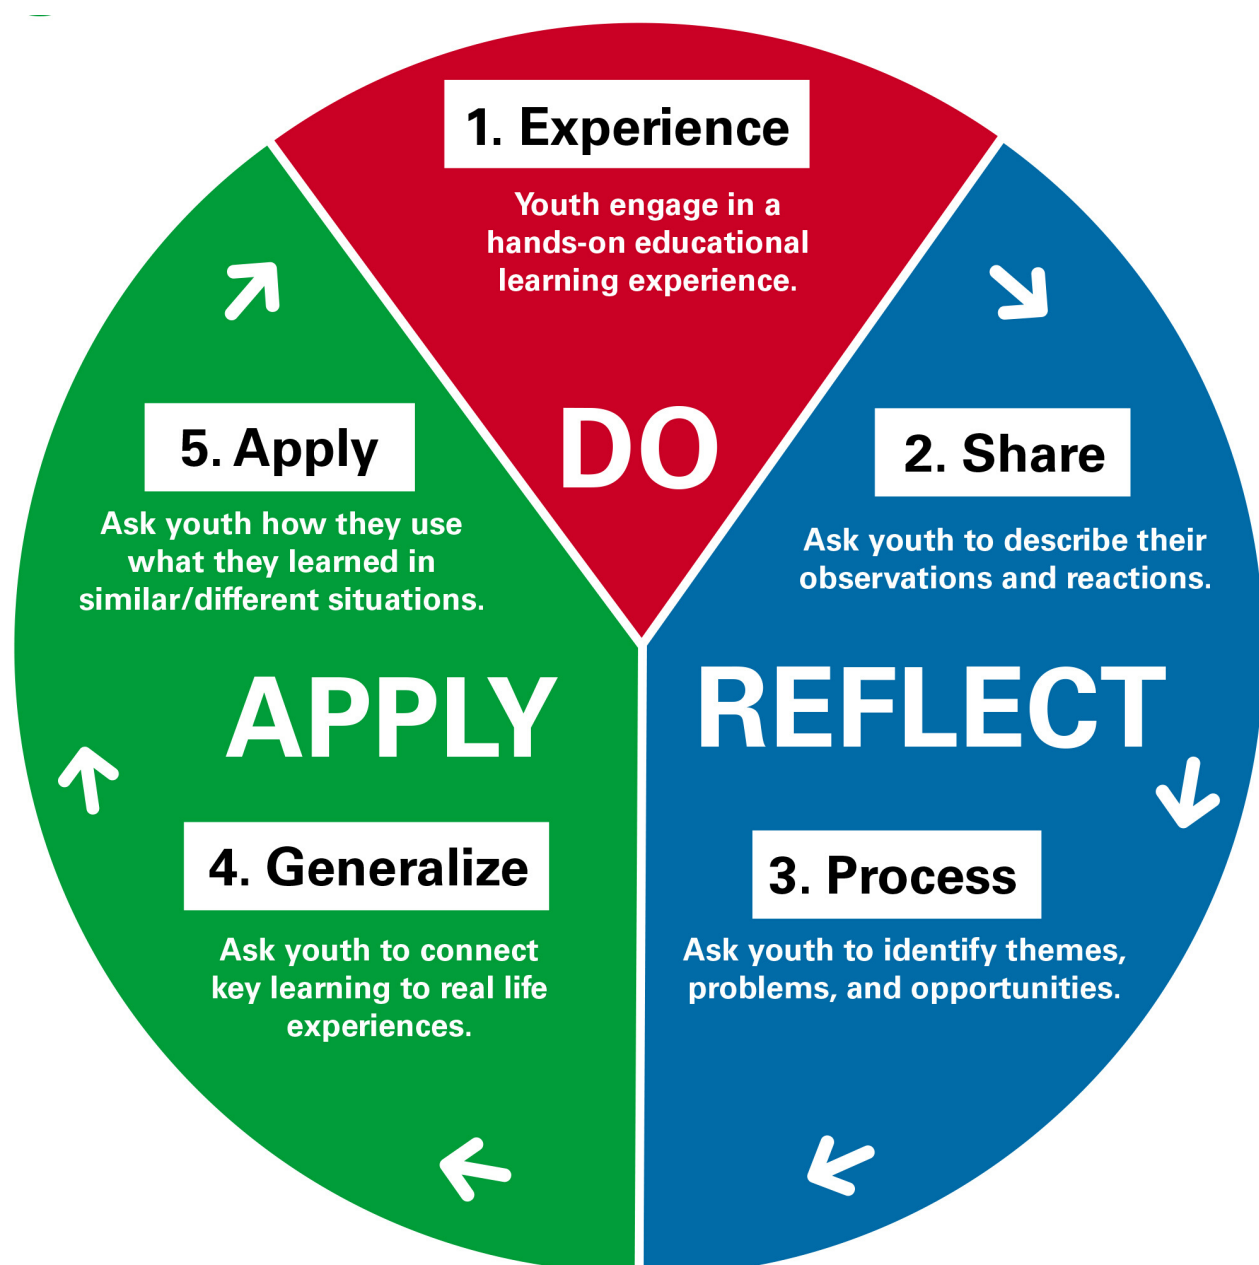 1. Experience
Youth engage in a
hands-on educational
learning experience.
DO
2. Share
Ask youth to describe their
observations and reactions.
REFLECT
3. Process
Ask youth to identify themes,
problems, and opportunities.
4. Generalize
Ask youth to connect
key learning to real life
experiences.
APPLY
5. Apply
Ask youth how they use
what they learned in
similar/different situations.